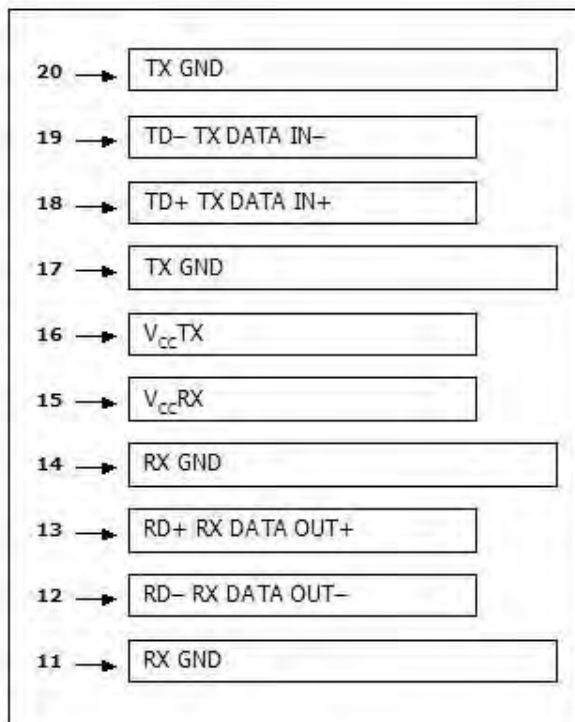 20 TX GND
19 TD− TX DATA IN−
18 TD+ TX DATA IN+
17 TX GND
16 VCCTX
15 VCCRX
14 RX GND
13 RD+ RX DATA OUT+
12 RD− RX DATA OUT−
11 RX GND